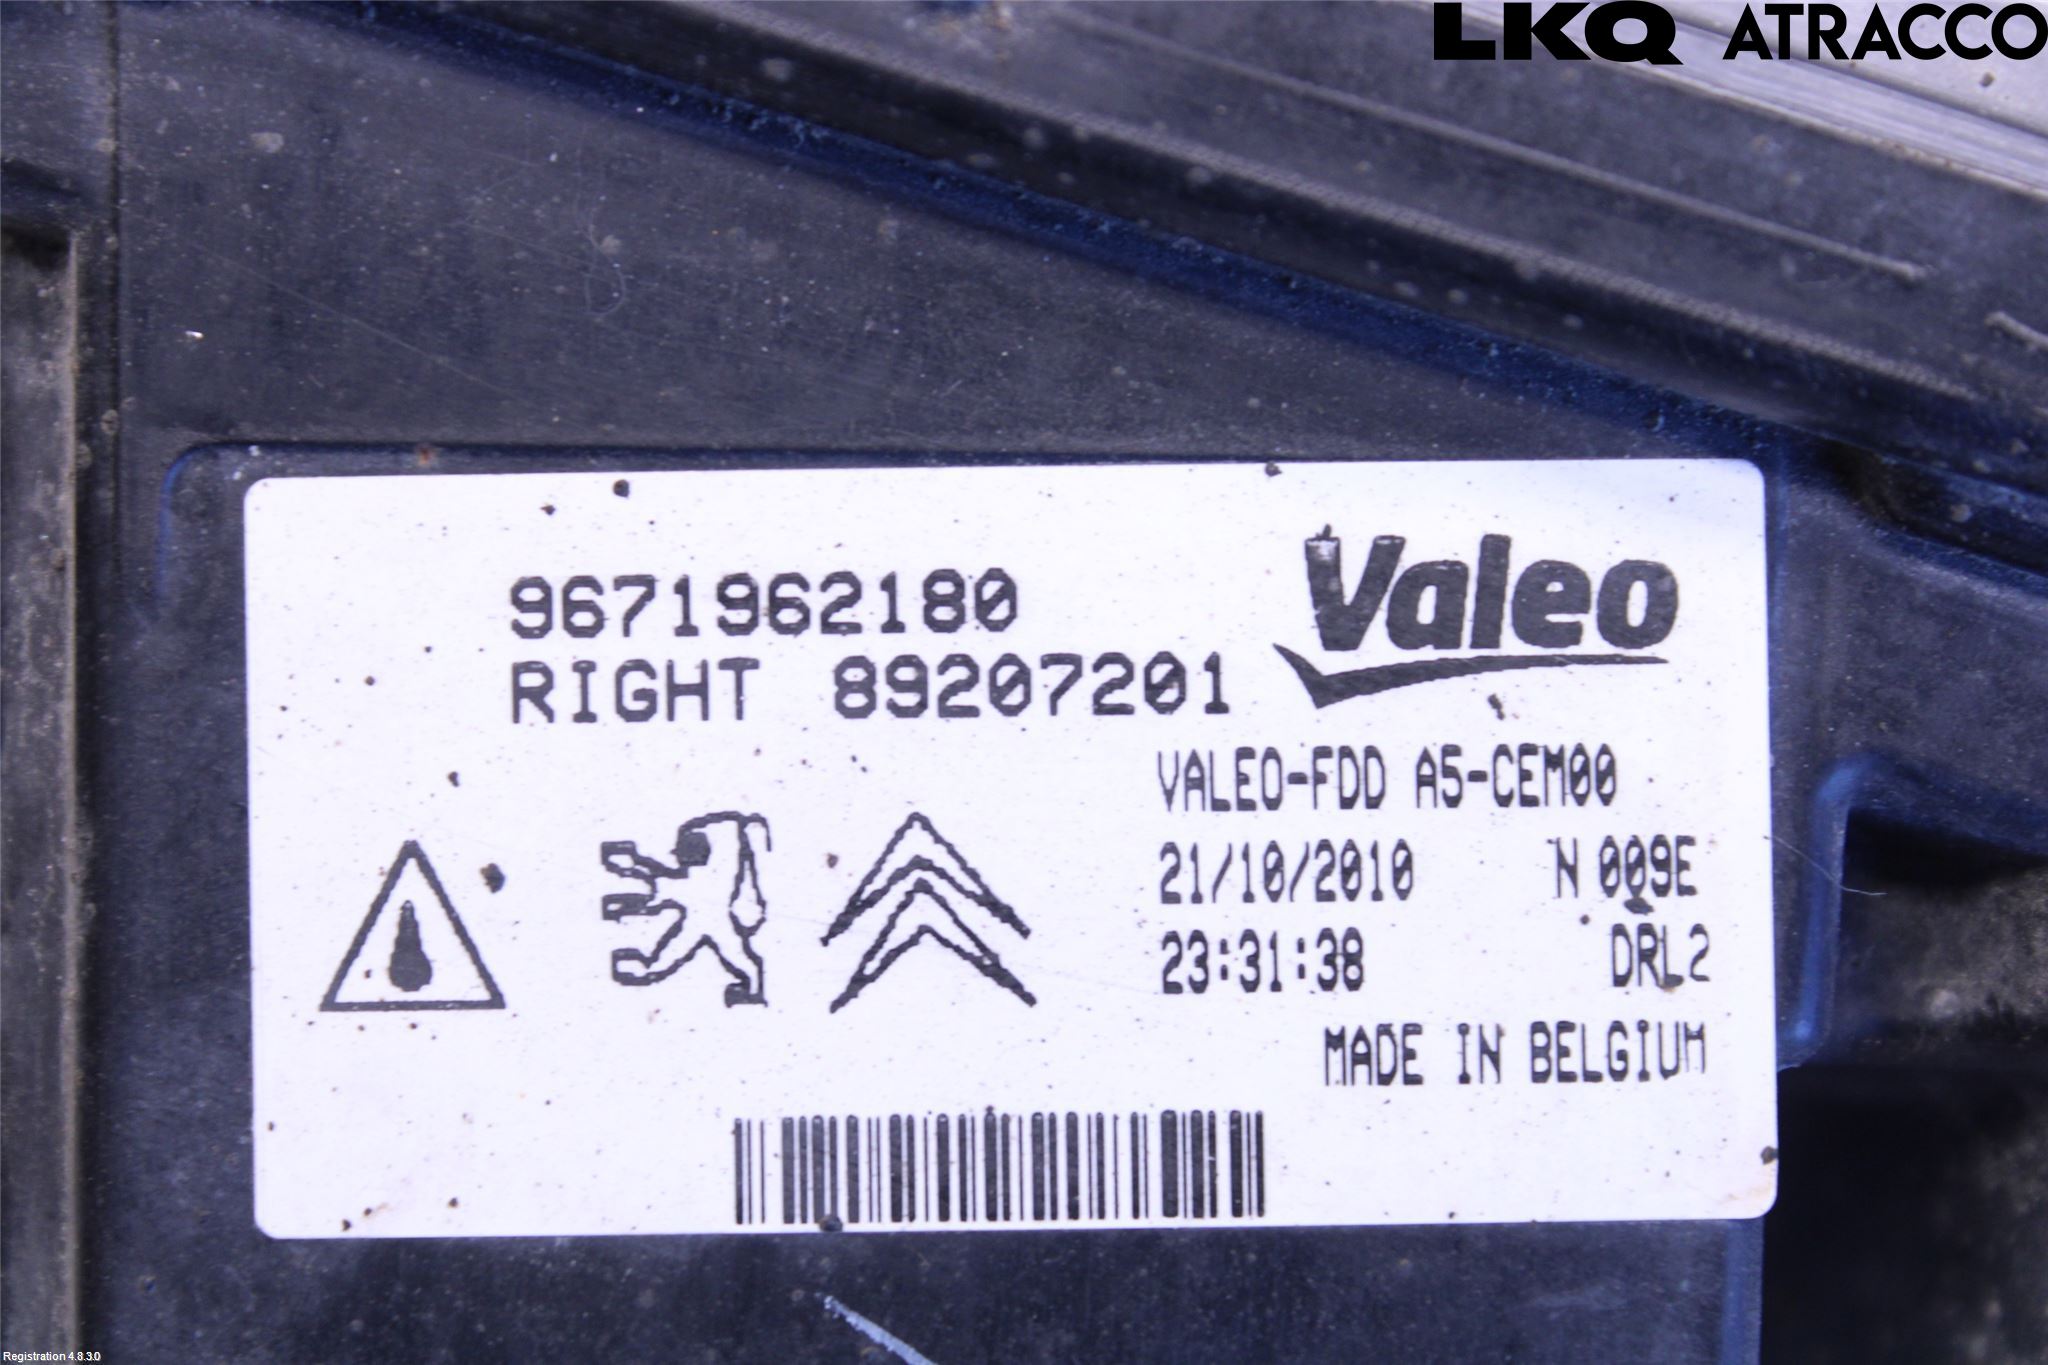 LKQ ATRACCO
9671962180
RIGHT 89207201
Valeo
VALEO-FDD A5-CEM00
21/10/2010 N 009E
23:31:38 DRL2
MADE IN BELGIUM
Registration 4.8.3.0